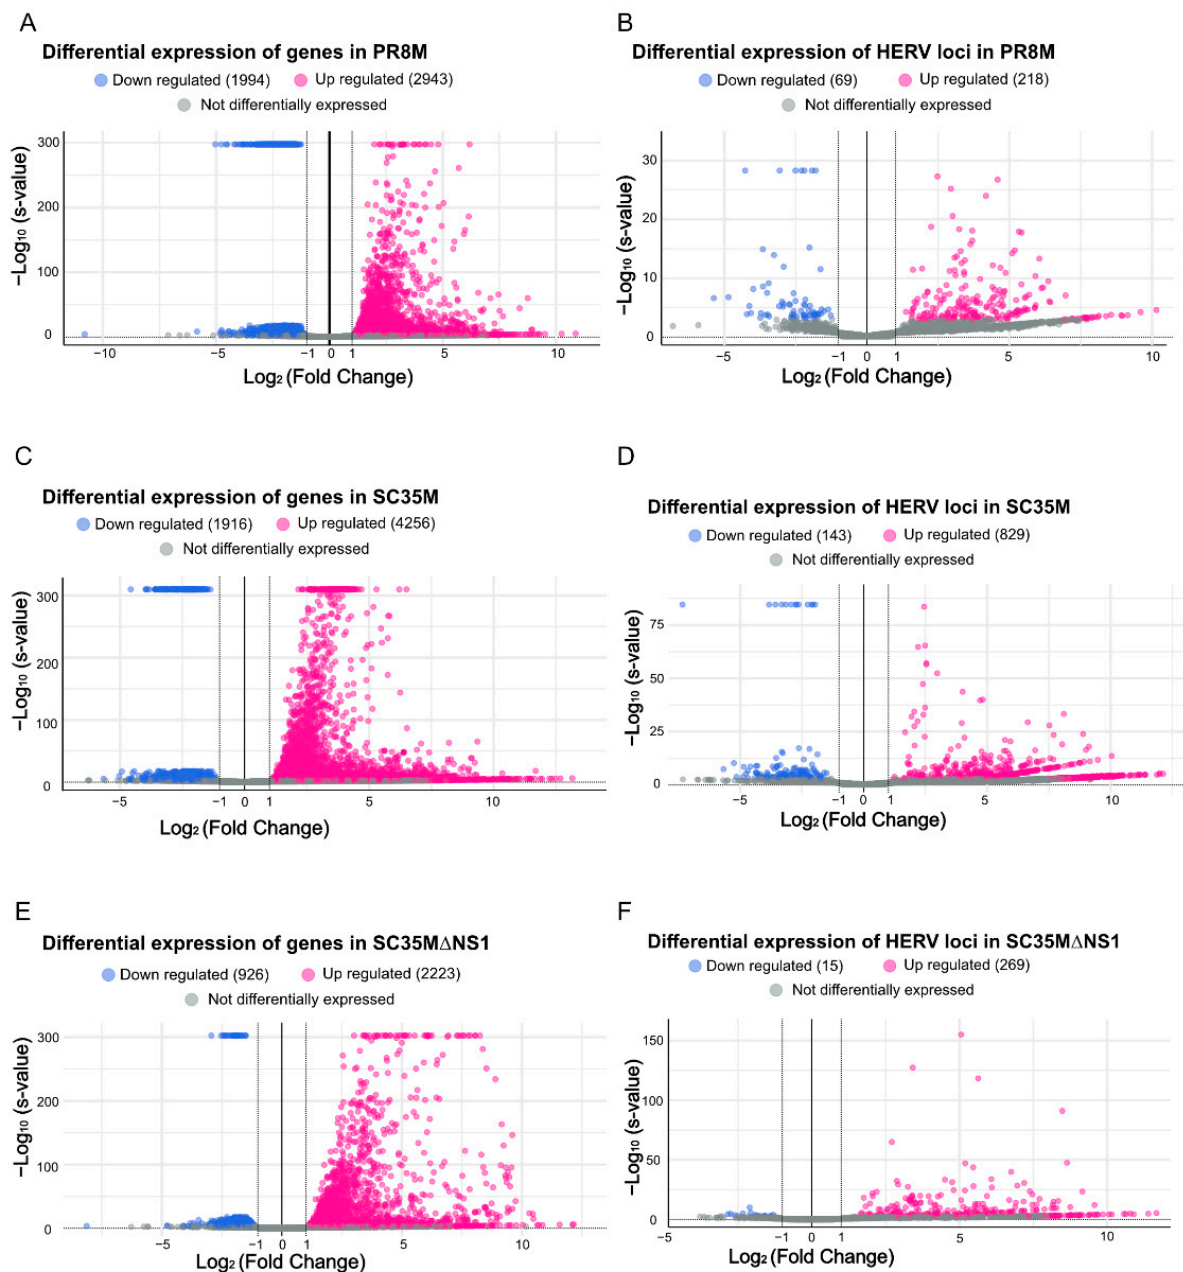 A
Differential expression of genes in PR8M
Down regulated (1994) Up regulated (2943)
Not differentially expressed
300
200
100
0
−Log₁₀ (s-value)
−10 −5 −1 0 1 5 10
Log₂ (Fold Change)
B
Differential expression of HERV loci in PR8M
Down regulated (69) Up regulated (218)
Not differentially expressed
30
20
10
0
−Log₁₀ (s-value)
−5 −1 0 1 5 10
Log₂ (Fold Change)
C
Differential expression of genes in SC35M
Down regulated (1916) Up regulated (4256)
Not differentially expressed
300
200
100
0
−Log₁₀ (s-value)
−5 −1 0 1 5 10
Log₂ (Fold Change)
D
Differential expression of HERV loci in SC35M
Down regulated (143) Up regulated (829)
Not differentially expressed
75
50
25
0
−Log₁₀ (s-value)
−5 −1 0 1 5 10
Log₂ (Fold Change)
E
Differential expression of genes in SC35MΔNS1
Down regulated (926) Up regulated (2223)
Not differentially expressed
300
200
100
0
−Log₁₀ (s-value)
−5 −1 0 1 5 10
Log₂ (Fold Change)
F
Differential expression of HERV loci in SC35MΔNS1
Down regulated (15) Up regulated (269)
Not differentially expressed
150
100
50
0
−Log₁₀ (s-value)
−5 −1 0 1 5 10
Log₂ (Fold Change)